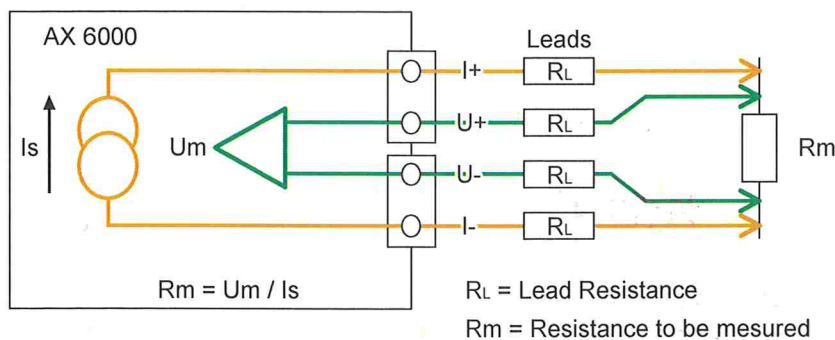 AX 6000
Leads
I+
RL
U+
RL
Is
Um
Rm
U-
RL
I-
RL
Rm = Um / Is
RL = Lead Resistance
Rm = Resistance to be mesured